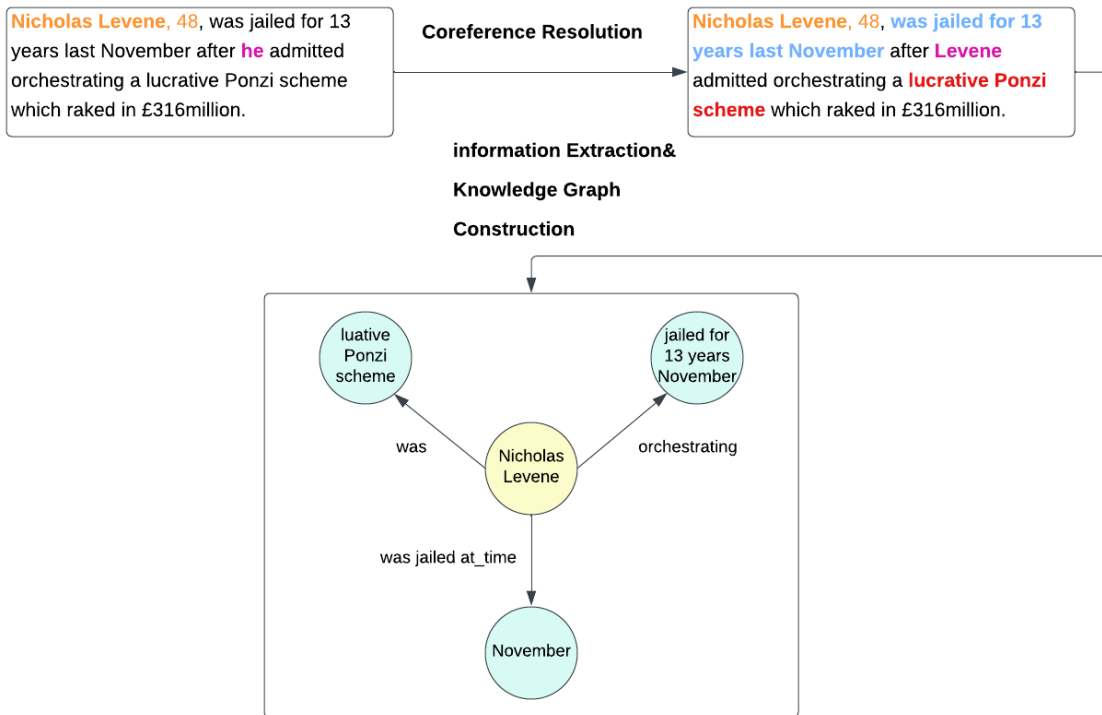 Nicholas Levene, 48, was jailed for 13
years last November after he admitted
orchestrating a lucrative Ponzi scheme
which raked in £316million.
Coreference Resolution
Nicholas Levene, 48, was jailed for 13
years last November after Levene
admitted orchestrating a lucrative Ponzi
scheme which raked in £316million.
information Extraction&
Knowledge Graph
Construction
luative
Ponzi
scheme
jailed for
13 years
November
was
orchestrating
Nicholas
Levene
was jailed at_time
November